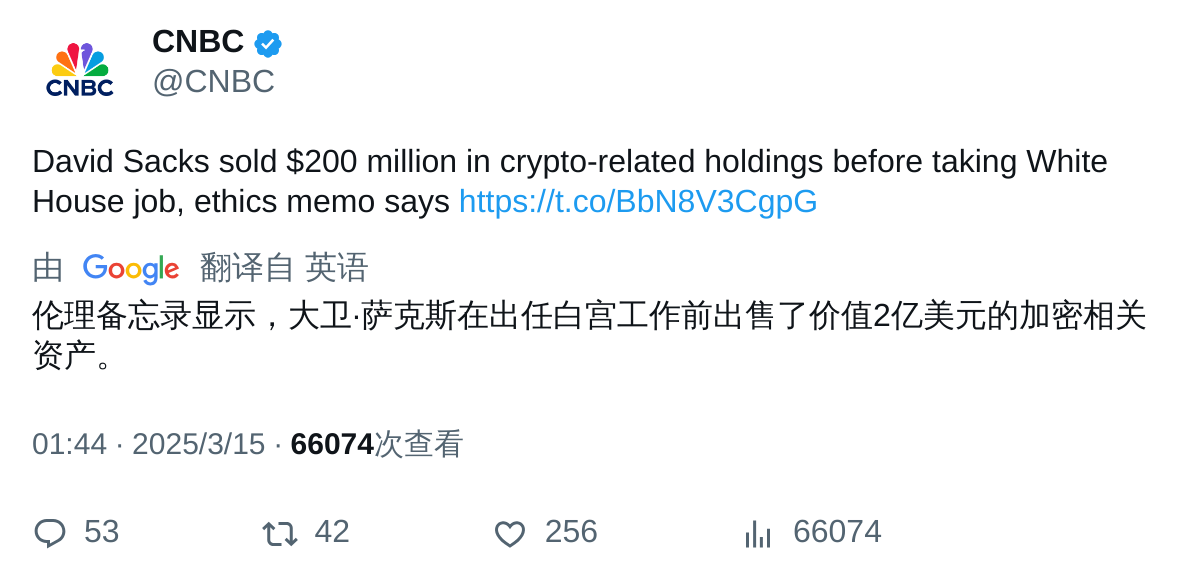 CNBC
CNBC
@CNBC
David Sacks sold $200 million in crypto-related holdings before taking White
House job, ethics memo says https://t.co/BbN8V3CgpG
由 Google 翻译自 英语
伦理备忘录显示，大卫·萨克斯在出任白宫工作前出售了价值2亿美元的加密相关
资产。
01:44 · 2025/3/15 · 66074次查看
53 42 256 66074